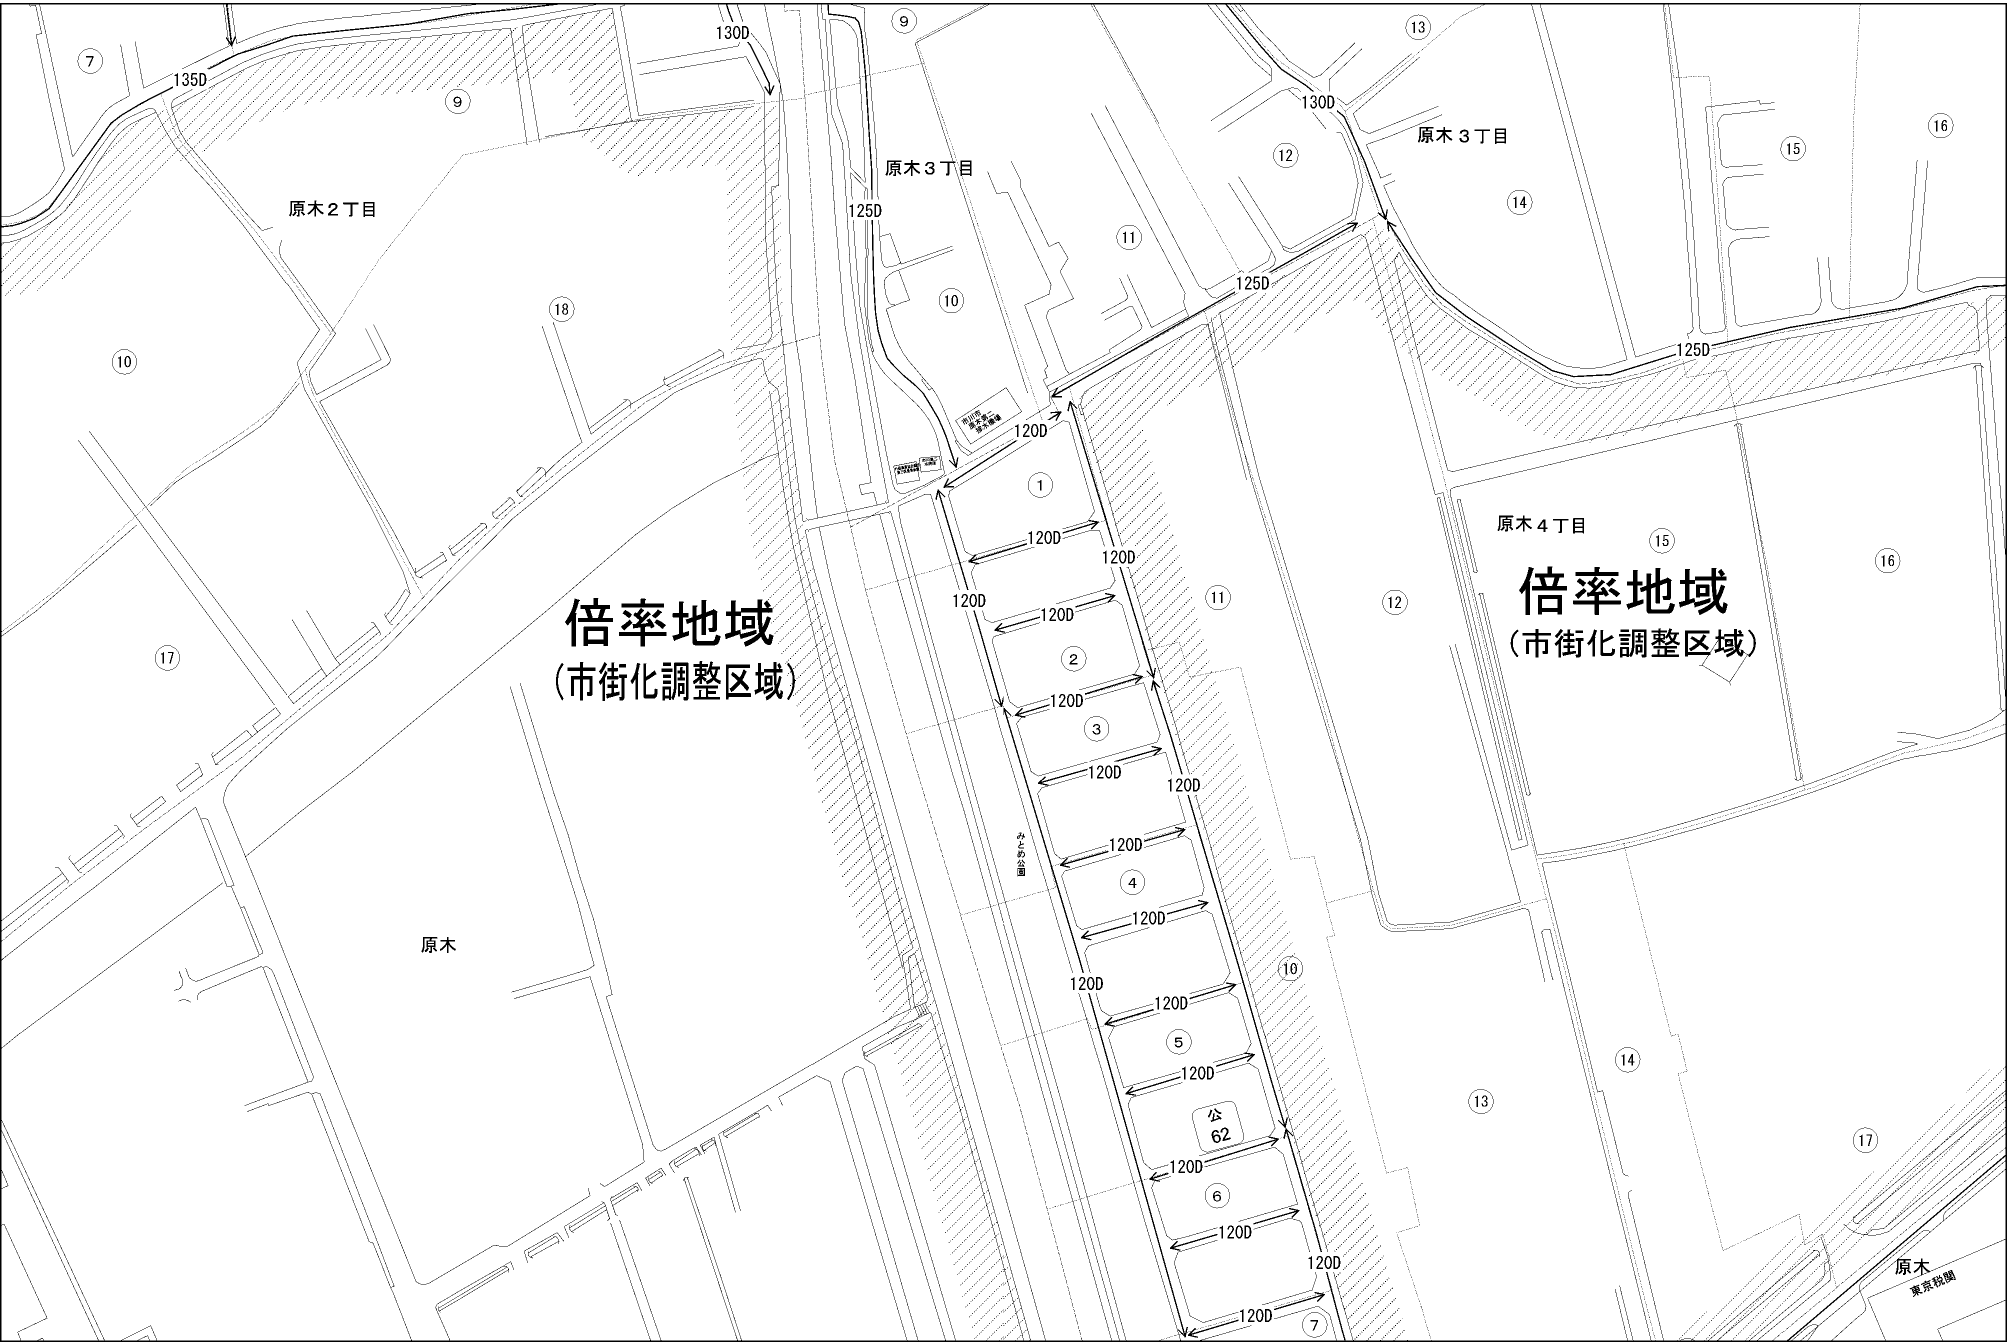 130D
⑨
⑬
⑦
135D
⑨
130D
⑯
原木3丁目
⑮
⑫
原木3丁目
原木2丁目
125D
⑭
⑪
125D
⑩
⑱
125D
⑩
市川市
120D
①
原木4丁目
120D
120D
⑮
⑯
倍率地域
(市街化調整区域)
120D
120D
⑪
⑫
倍率地域
(市街化調整区域)
⑰
②
120D
③
120D
120D
みとめ公園
120D
④
120D
原木
⑩
120D
120D
⑤
⑭
120D
⑬
公
62
⑰
120D
⑥
120D
120D
原木
東京税関
120D
⑦